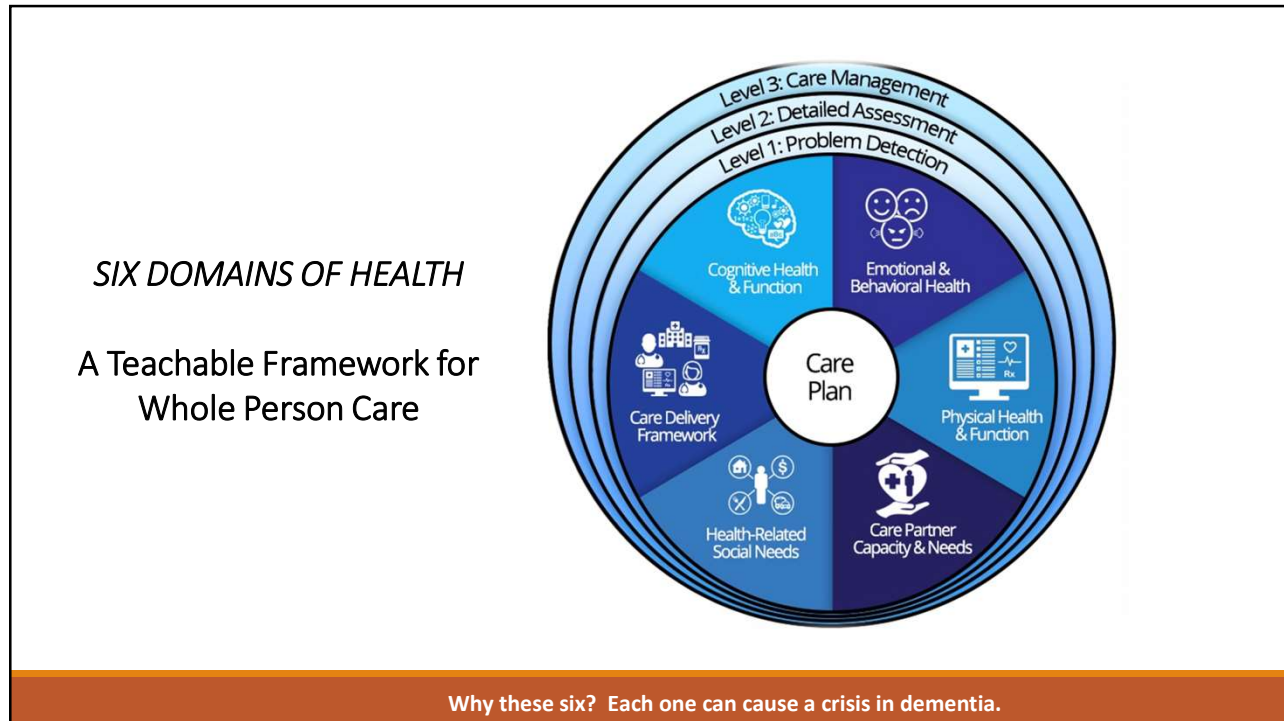 SIX DOMAINS OF HEALTH
A Teachable Framework for
Whole Person Care
Level 3: Care Management
Level 2: Detailed Assessment
Level 1: Problem Detection
Cognitive Health
& Function
Emotional &
Behavioral Health
Care Delivery
Framework
Rx
Care
Plan
Rx
Physical Health
& Function
$
Health-Related
Social Needs
Care Partner
Capacity & Needs
Why these six? Each one can cause a crisis in dementia.